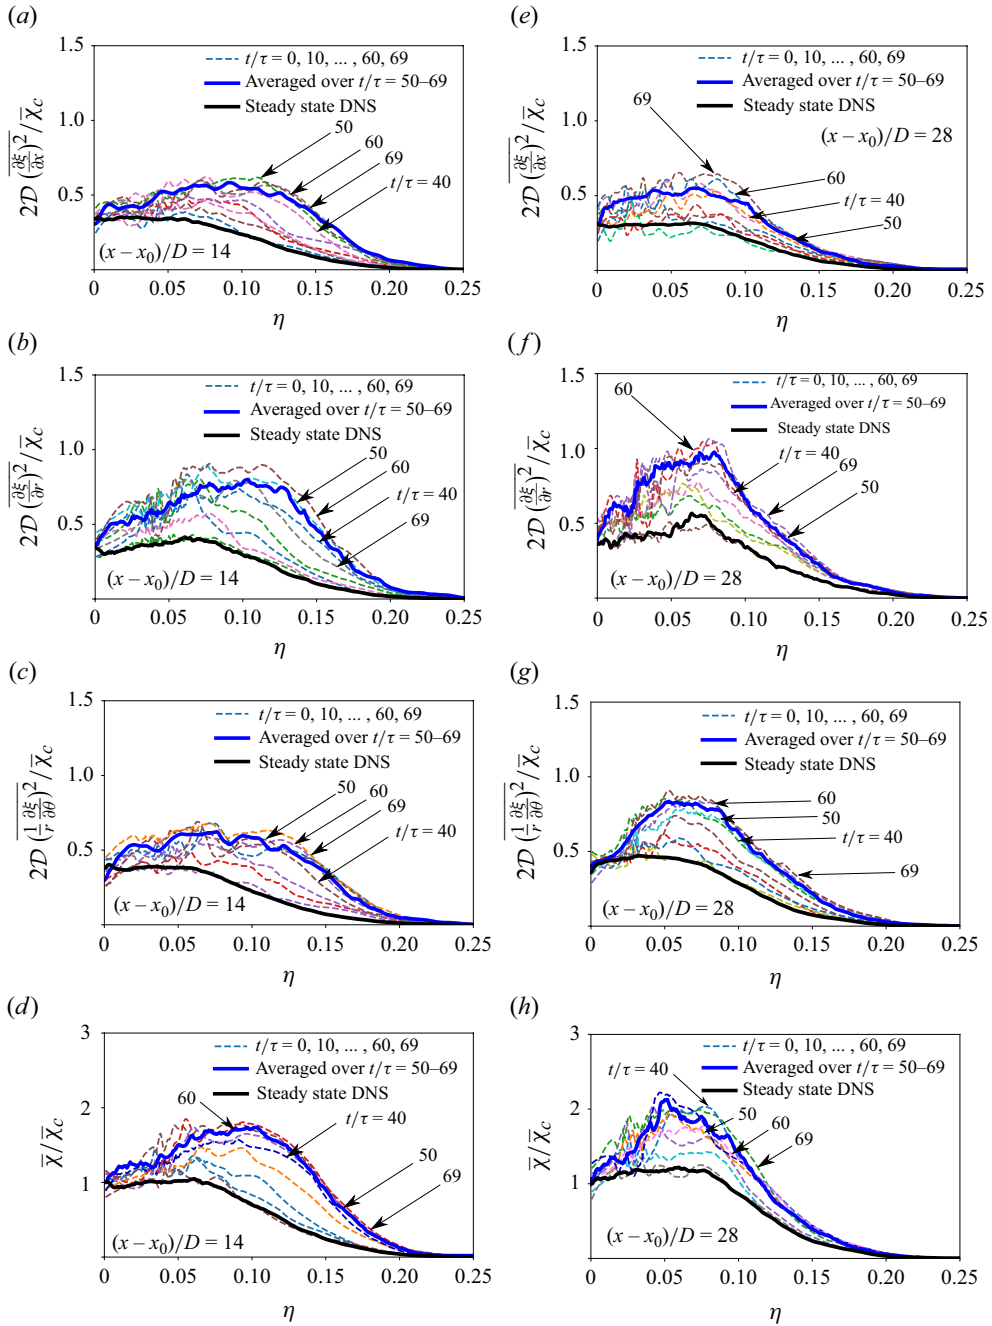 (a)
1.5
1.0
0.5
0
0.05
0.10
0.15
0.20
0.25
η
2𝒟 (∂ξ/∂x)² / χ̄c
t/τ = 0, 10, ... , 60, 69
Averaged over t/τ = 50–69
Steady state DNS
50
60
69
t/τ = 40
(x – x0)/D = 14
(e)
1.5
1.0
0.5
0
0.05
0.10
0.15
0.20
0.25
η
2𝒟 (∂ξ/∂x)² / χ̄c
t/τ = 0, 10, ... , 60, 69
Averaged over t/τ = 50–69
Steady state DNS
69
(x – x0)/D = 28
60
t/τ = 40
50
(b)
1.5
1.0
0.5
0
0.05
0.10
0.15
0.20
0.25
η
2𝒟 (∂ξ/∂r)² / χ̄c
t/τ = 0, 10, ... , 60, 69
Averaged over t/τ = 50–69
Steady state DNS
50
60
t/τ = 40
69
(x – x0)/D = 14
(f)
1.5
1.0
0.5
0
0.05
0.10
0.15
0.20
0.25
η
2𝒟 (∂ξ/∂r)² / χ̄c
t/τ = 0, 10, ... , 60, 69
Averaged over t/τ = 50–69
Steady state DNS
60
t/τ = 40
69
50
(x – x0)/D = 28
(c)
1.5
1.0
0.5
0
0.05
0.10
0.15
0.20
0.25
η
2𝒟 (1/r ∂ξ/∂θ)² / χ̄c
t/τ = 0, 10, ... , 60, 69
Averaged over t/τ = 50–69
Steady state DNS
50
60
69
t/τ = 40
(x – x0)/D = 14
(g)
1.5
1.0
0.5
0
0.05
0.10
0.15
0.20
0.25
η
2𝒟 (1/r ∂ξ/∂θ)² / χ̄c
t/τ = 0, 10, ... , 60, 69
Averaged over t/τ = 50–69
Steady state DNS
60
50
t/τ = 40
69
(x – x0)/D = 28
(d)
3
2
1
0
0.05
0.10
0.15
0.20
0.25
η
χ̄/χ̄c
t/τ = 0, 10, ... , 60, 69
Averaged over t/τ = 50–69
Steady state DNS
60
t/τ = 40
50
69
(x – x0)/D = 14
(h)
3
2
1
0
0.05
0.10
0.15
0.20
0.25
η
χ̄/χ̄c
t/τ = 0, 10, ... , 60, 69
Averaged over t/τ = 50–69
Steady state DNS
t/τ = 40
50
60
69
(x – x0)/D = 28